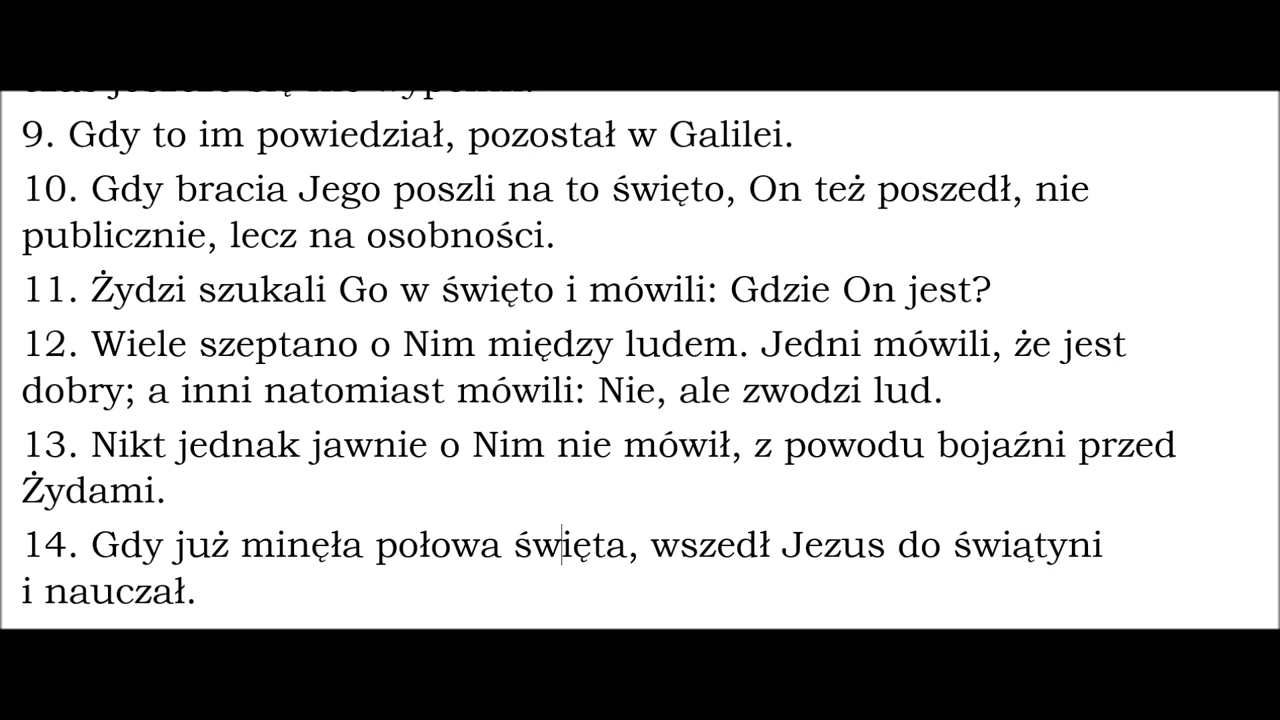 9. Gdy to im powiedział, pozostał w Galilei.
10. Gdy bracia Jego poszli na to święto, On też poszedł, nie
publicznie, lecz na osobności.
11. Żydzi szukali Go w święto i mówili: Gdzie On jest?
12. Wiele szeptano o Nim między ludem. Jedni mówili, że jest
dobry; a inni natomiast mówili: Nie, ale zwodzi lud.
13. Nikt jednak jawnie o Nim nie mówił, z powodu bojaźni przed
Żydami.
14. Gdy już minęła połowa święta, wszedł Jezus do świątyni
i nauczał.